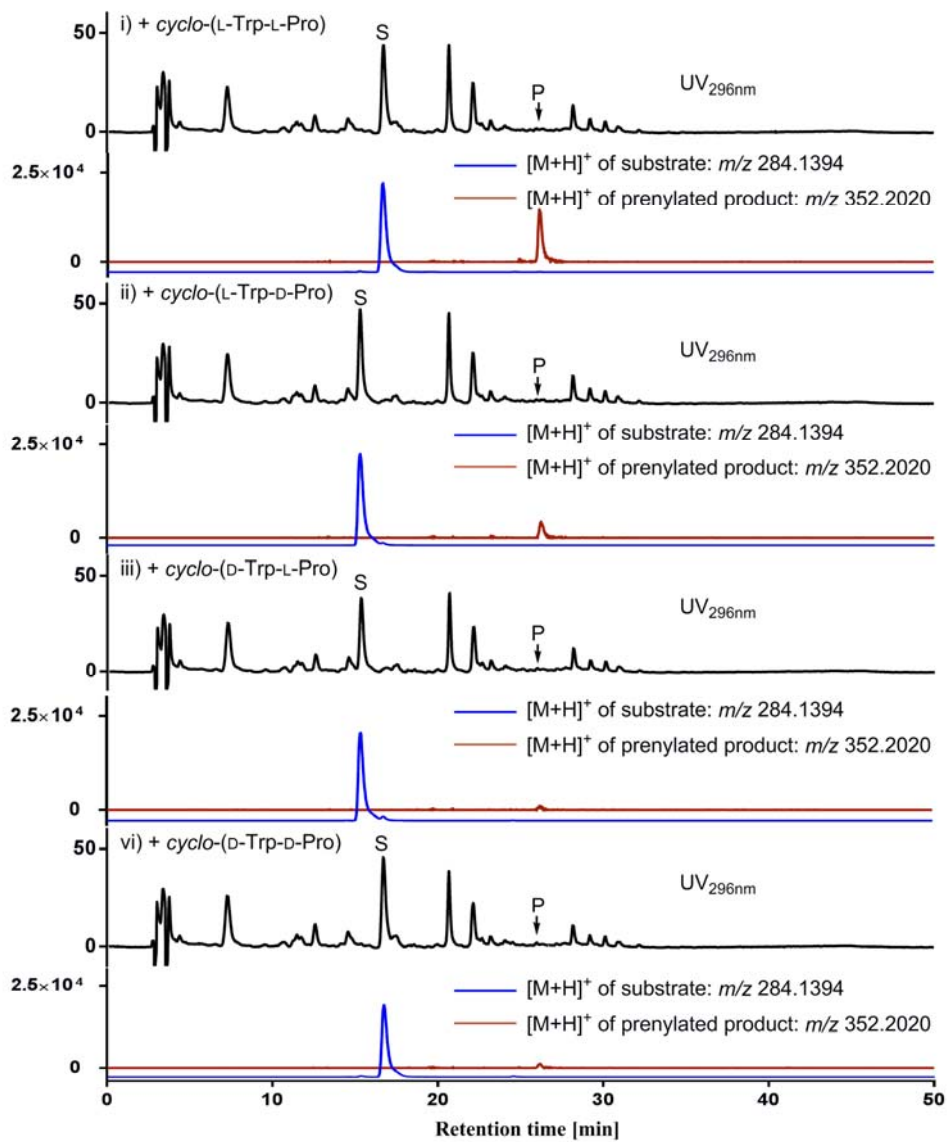 i) + cyclo-(L-Trp-L-Pro)
50
S
P
UV296nm
0
2.5×10⁴
[M+H]⁺ of substrate: m/z 284.1394
[M+H]⁺ of prenylated product: m/z 352.2020
0
ii) + cyclo-(L-Trp-D-Pro)
50
S
P
UV296nm
0
2.5×10⁴
[M+H]⁺ of substrate: m/z 284.1394
[M+H]⁺ of prenylated product: m/z 352.2020
0
iii) + cyclo-(D-Trp-L-Pro)
50
S
P
UV296nm
0
2.5×10⁴
[M+H]⁺ of substrate: m/z 284.1394
[M+H]⁺ of prenylated product: m/z 352.2020
0
vi) + cyclo-(D-Trp-D-Pro)
50
S
P
UV296nm
0
2.5×10⁴
[M+H]⁺ of substrate: m/z 284.1394
[M+H]⁺ of prenylated product: m/z 352.2020
0
0 10 20 30 40 50
Retention time [min]